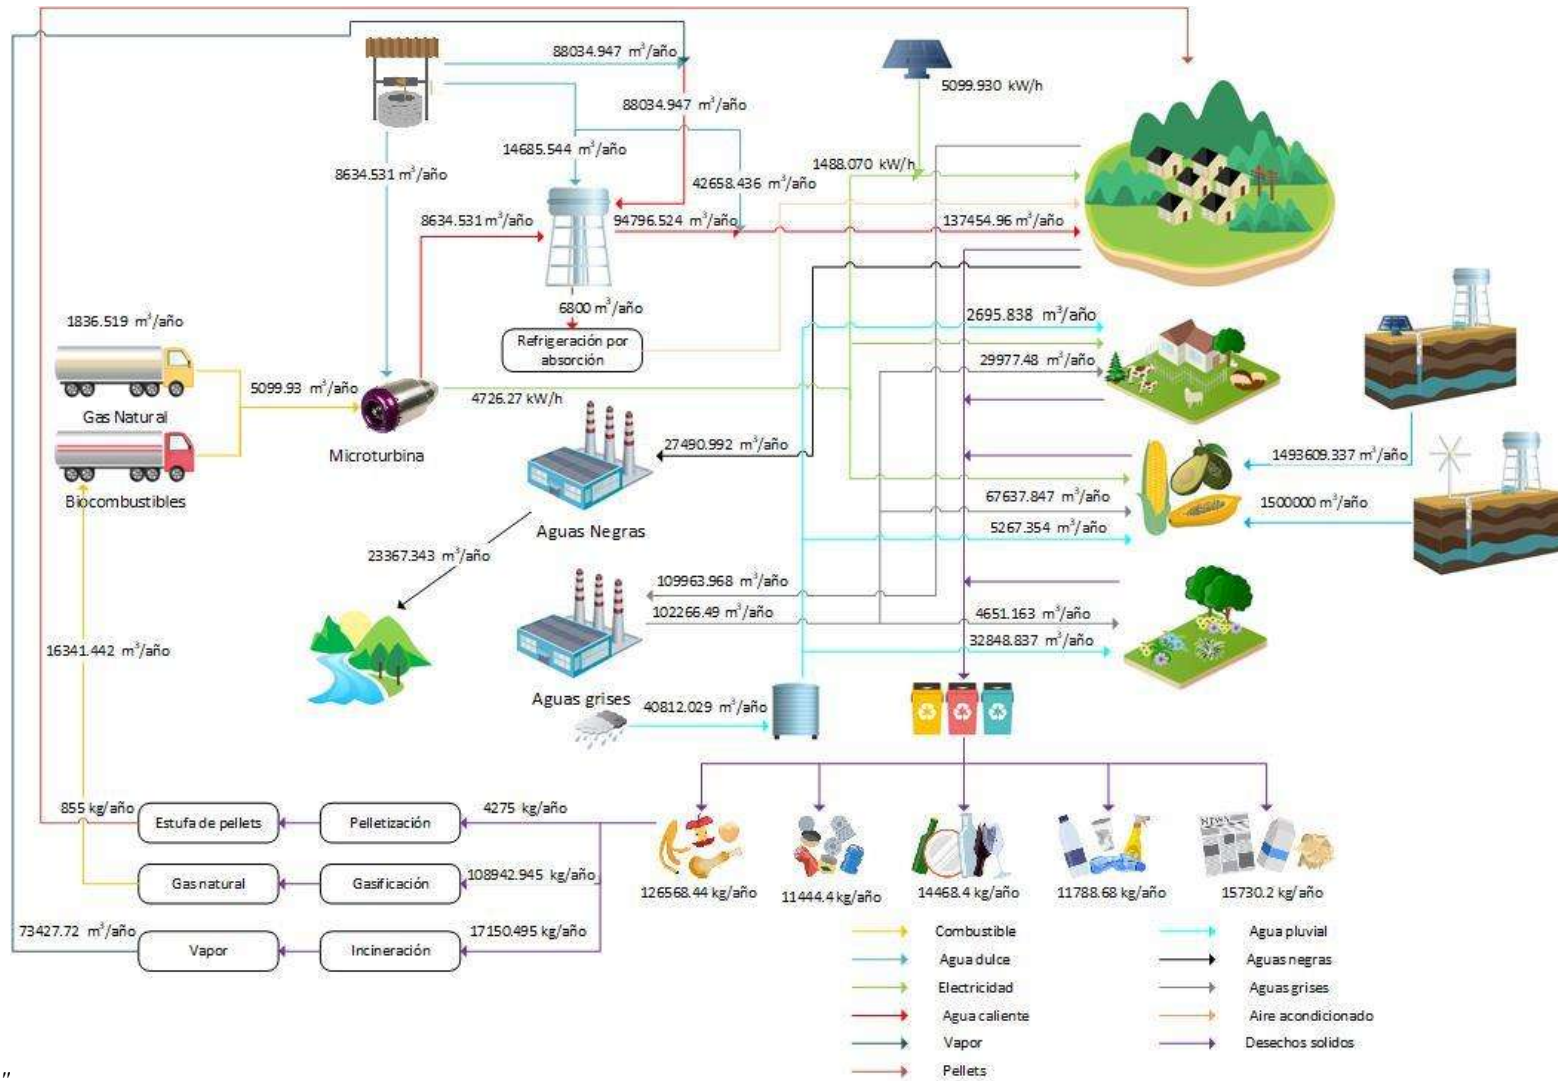 88034.947 m³/año
5099.930 kW/h
88034.947 m³/año
14685.544 m³/año
1488.070 kW/h
8634.531 m³/año
42658.436 m³/año
8634.531 m³/año
94796.524 m³/año
137454.96 m³/año
6800 m³/año
2695.838 m³/año
1836.519 m³/año
Refrigeración por
absorción
29977.48 m³/año
5099.93 m³/año
4726.27 kW/h
Gas Natural
Microturbina
27490.992 m³/año
1493609.337 m³/año
Biocombustibles
67637.847 m³/año
1500000 m³/año
Aguas Negras
5267.354 m³/año
23367.343 m³/año
109963.968 m³/año
102266.49 m³/año
4651.163 m³/año
32848.837 m³/año
16341.442 m³/año
Aguas grises
40812.029 m³/año
855 kg/año
Estufa de pellets
Pelletización
4275 kg/año
NEWS
Gas natural
Gasificación
108942.945 kg/año
126568.44 kg/año
11444.4 kg/año
14468.4 kg/año
11788.68 kg/año
15730.2 kg/año
73427.72 m³/año
Vapor
Incineración
17150.495 kg/año
Combustible
Agua pluvial
Agua dulce
Aguas negras
Electricidad
Aguas grises
Agua caliente
Aire acondicionado
Vapor
Desechos solidos
Pellets
"